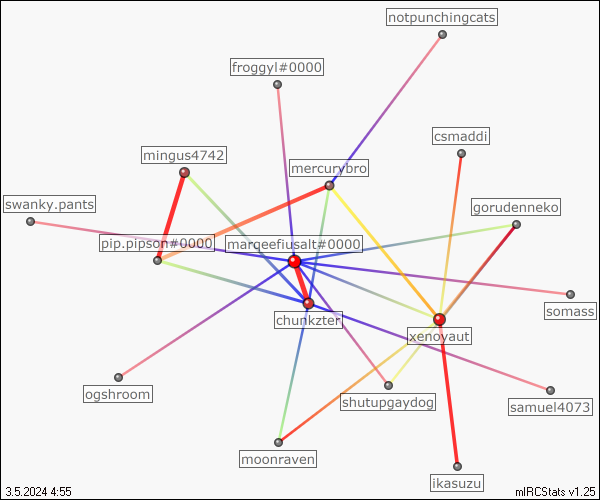 notpunchingcats
froggyl#0000
csmaddi
mingus4742
mercurybro
swanky.pants
gorudenneko
pip.pipson#0000
marqeefiusalt#0000
somass
chunkzter
xenoyaut
ogshroom
shutupgaydog
samuel4073
moonraven
ikasuzu
3.5.2024 4:55
mIRCStats v1.25